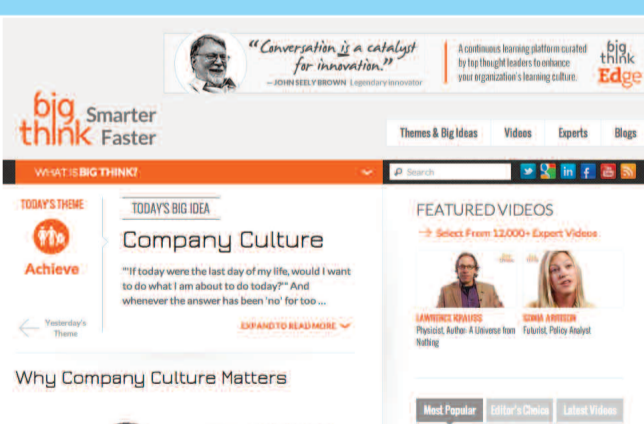 “Conversation is a catalyst
for innovation.”
—JOHN SEELY BROWN Legendary innovator
A continuous learning platform curated
by top thought leaders to enhance
your organization's learning culture.
big
think
Edge
big
think
Smarter
Faster
Themes & Big Ideas Videos Experts Blogs
WHAT IS BIG THINK?
Search
TODAY'S THEME
Achieve
Yesterday's
Theme
TODAY'S BIG IDEA
Company Culture
"'If today were the last day of my life, would I want
to do what I am about to do today?'" And
whenever the answer has been 'no' for too ...
EXPAND TO READ MORE
Why Company Culture Matters
FEATURED VIDEOS
Select From 12,000+ Expert Videos
LAWRENCE KRAUSS
Physicist, Author: A Universe from
Nothing
SONIA ARRISON
Futurist, Policy Analyst
Most Popular Editor's Choice Latest Videos